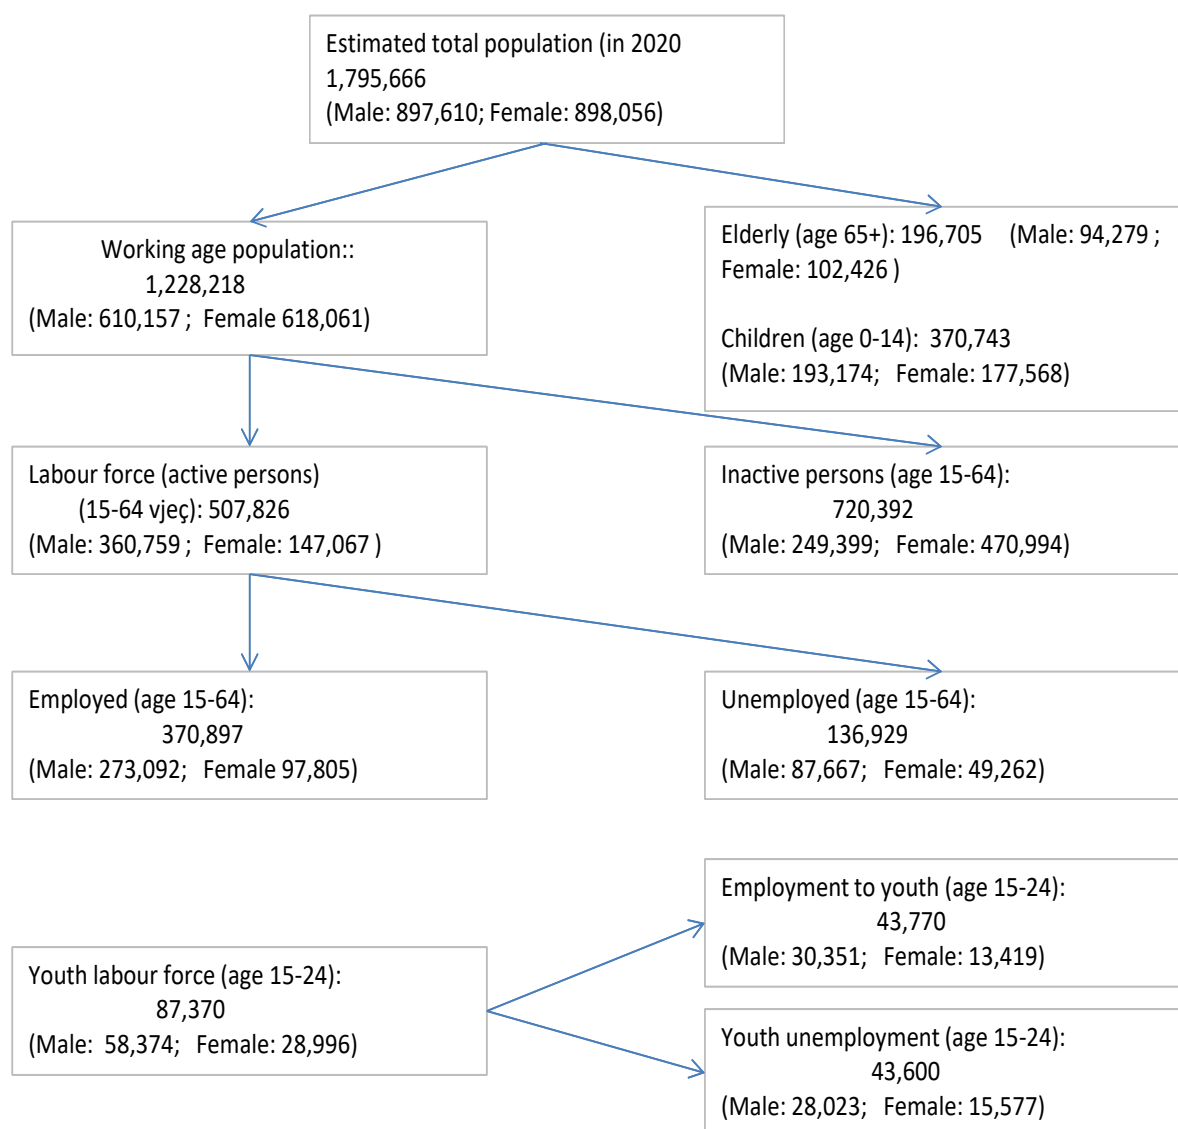 Estimated total population (in 2020
1,795,666
(Male: 897,610; Female: 898,056)
Working age population::
1,228,218
(Male: 610,157 ; Female 618,061)
Elderly (age 65+): 196,705 (Male: 94,279 ;
Female: 102,426 )
Children (age 0-14): 370,743
(Male: 193,174; Female: 177,568)
Labour force (active persons)
(15-64 vjeç): 507,826
(Male: 360,759 ; Female: 147,067 )
Inactive persons (age 15-64):
720,392
(Male: 249,399; Female: 470,994)
Employed (age 15-64):
370,897
(Male: 273,092; Female 97,805)
Unemployed (age 15-64):
136,929
(Male: 87,667; Female: 49,262)
Youth labour force (age 15-24):
87,370
(Male: 58,374; Female: 28,996)
Employment to youth (age 15-24):
43,770
(Male: 30,351; Female: 13,419)
Youth unemployment (age 15-24):
43,600
(Male: 28,023; Female: 15,577)